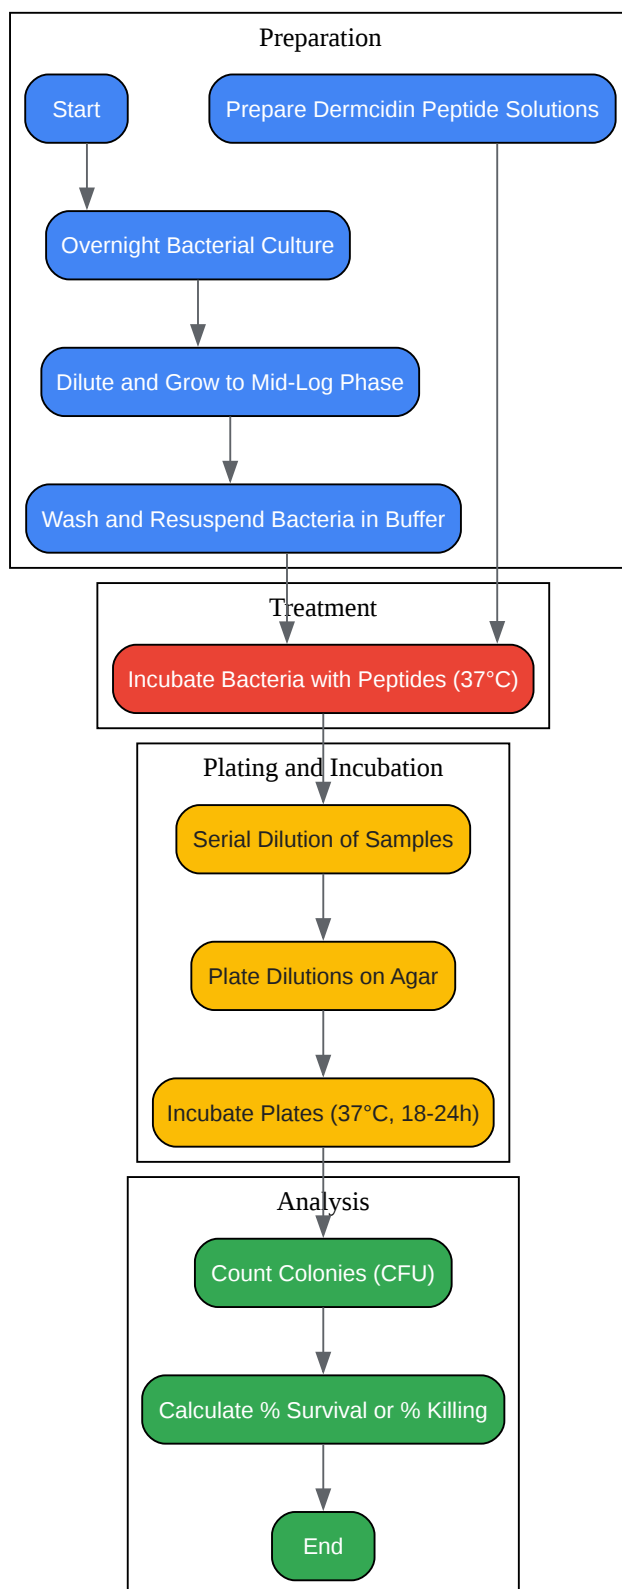 Preparation
Start
Prepare Dermcidin Peptide Solutions
Overnight Bacterial Culture
Dilute and Grow to Mid-Log Phase
Wash and Resuspend Bacteria in Buffer
Treatment
Incubate Bacteria with Peptides (37°C)
Plating and Incubation
Serial Dilution of Samples
Plate Dilutions on Agar
Incubate Plates (37°C, 18-24h)
Analysis
Count Colonies (CFU)
Calculate % Survival or % Killing
End